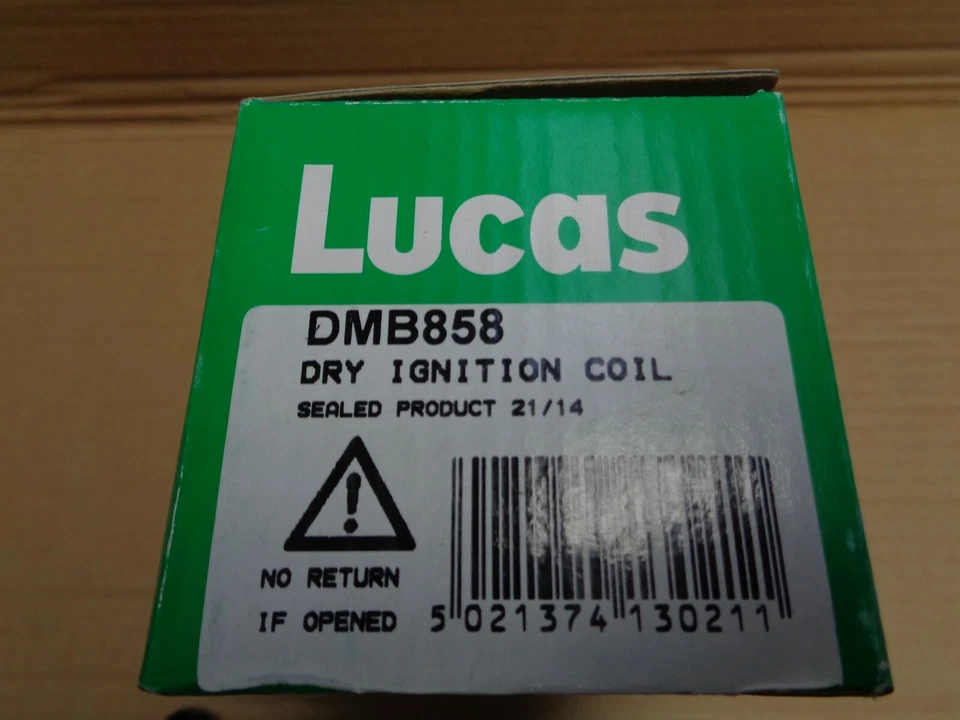 Lucas
DMB858
DRY IGNITION COIL
SEALED PRODUCT 21/14
NO RETURN
IF OPENED
5 021374 130211